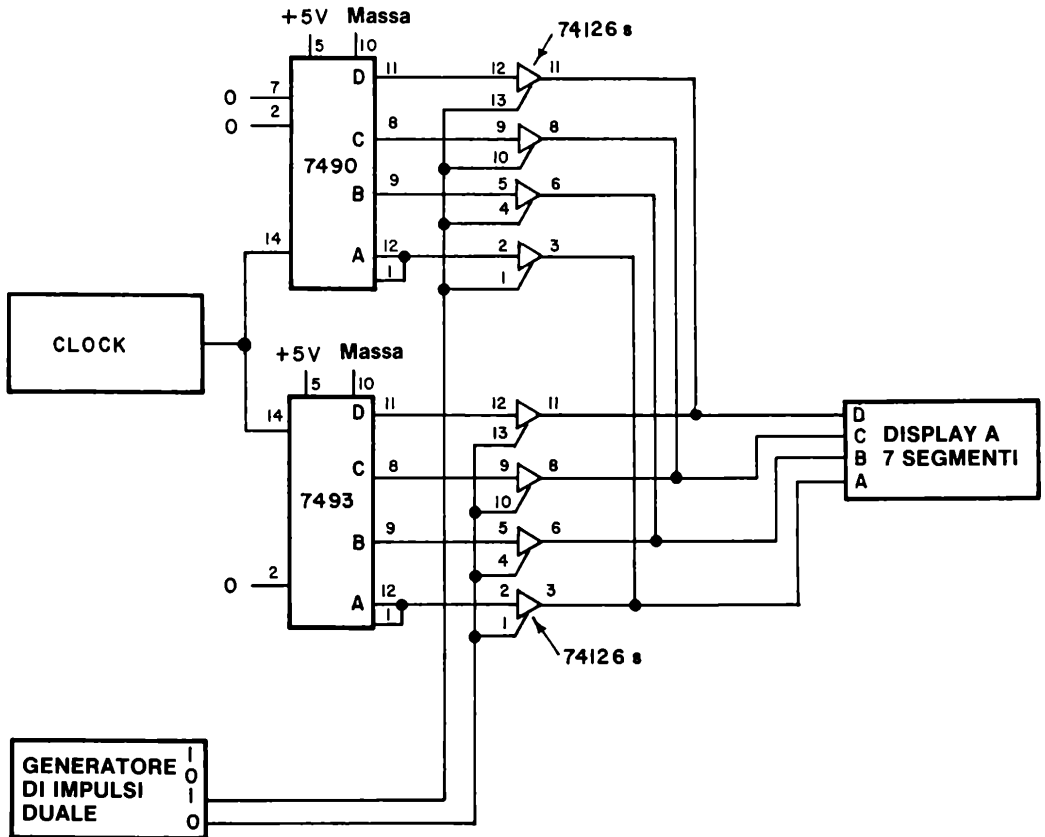 +5V Massa
5 10
74126 s
D 11 12 11
0 7
13
0 2
C 8 9 8
10
7490
B 9 5 6
4
14
A 12 2 3
1 1
CLOCK
+5V Massa
5 10
14
D 11 12 11
13
C 8 9 8
10
7493
B 9 5 6
4
0 2
A 12 2 3
1 1
74126 s
D
C
B
A
DISPLAY A
7 SEGMENTI
GENERATORE
DI IMPULSI
DUALE
1
0
1
0